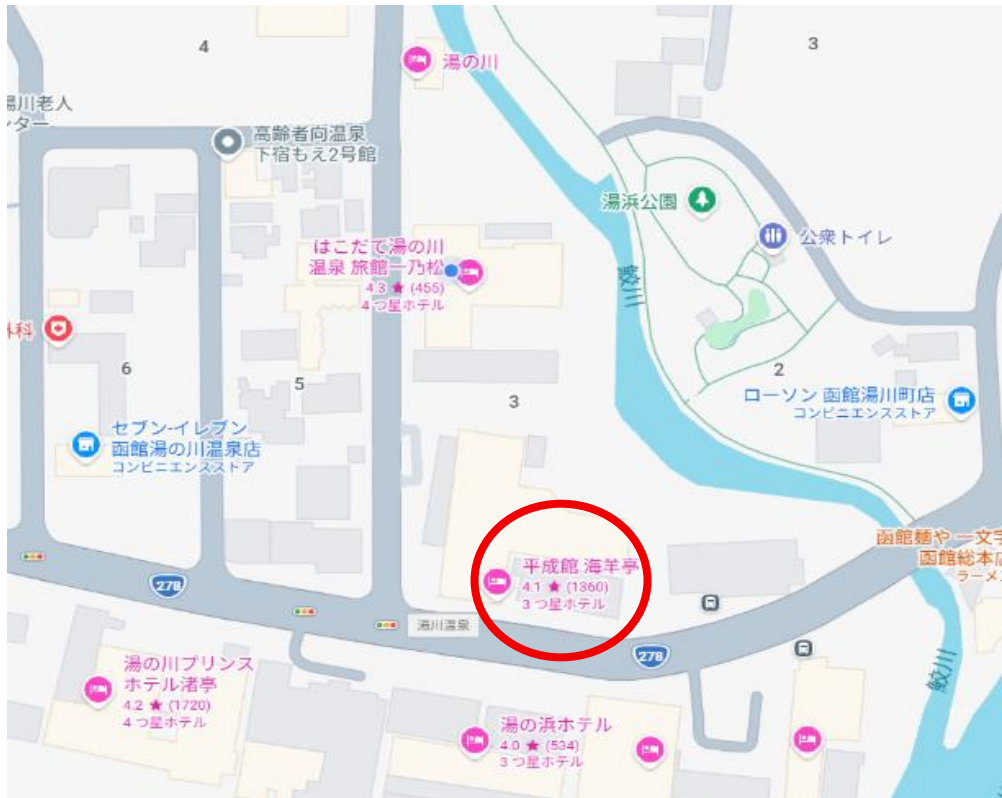 4
3
湯の川
湯川老人
ター
高齢者向温泉
下宿もえ2号館
湯浜公園
公衆トイレ
はこだて湯の川
温泉 旅館一乃松
4.3 ★ (455)
4 つ星ホテル
鮫川
外科
6
5
3
2
ローソン 函館湯川町店
コンビニエンスストア
セブン-イレブン
函館湯の川温泉店
コンビニエンスストア
函館麺や 一文字
函館総本店
ラーメン
平成館 海羊亭
4.1 ★ (1360)
3 つ星ホテル
278
湯川温泉
278
鮫川
湯の川プリンス
ホテル渚亭
4.2 ★ (1720)
4 つ星ホテル
湯の浜ホテル
4.0 ★ (534)
3 つ星ホテル